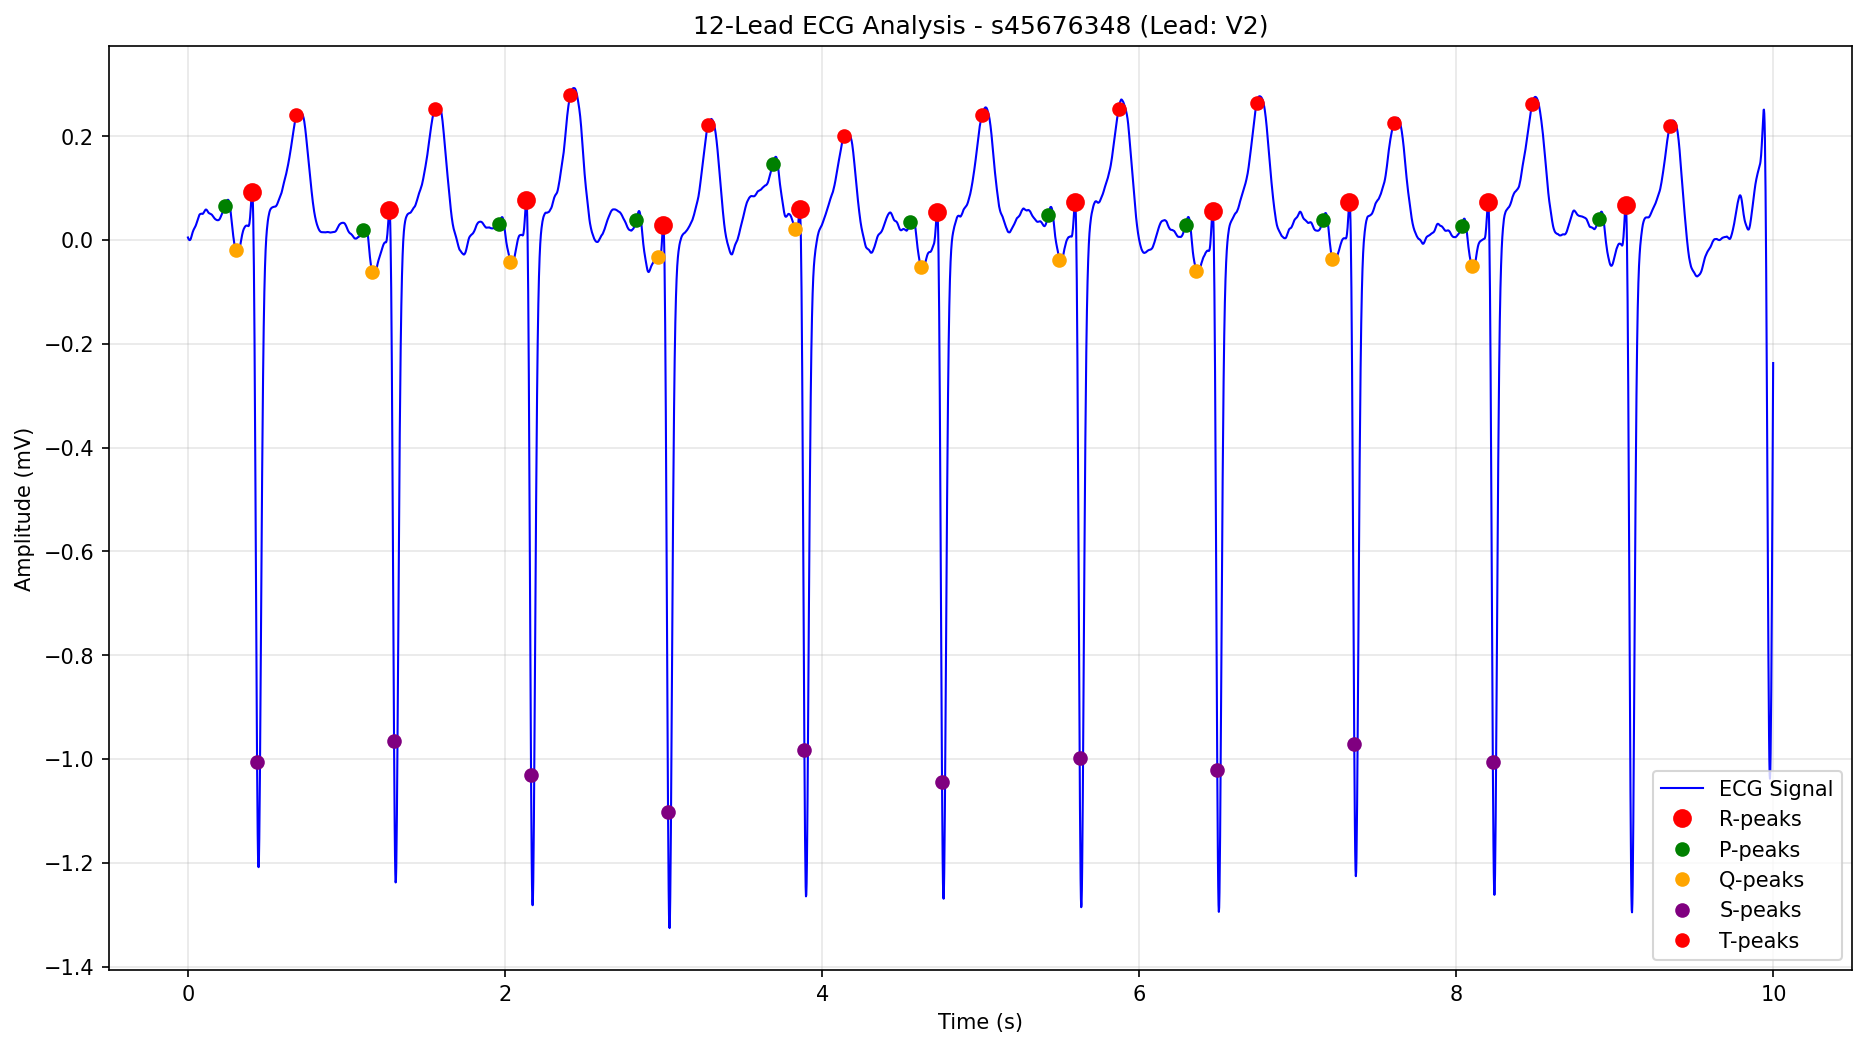 12-Lead ECG Analysis - s45676348 (Lead: V2)
Amplitude (mV)
0.2
0.0
−0.2
−0.4
−0.6
−0.8
−1.0
−1.2
−1.4
0 2 4 6 8 10
Time (s)
ECG Signal
R-peaks
P-peaks
Q-peaks
S-peaks
T-peaks